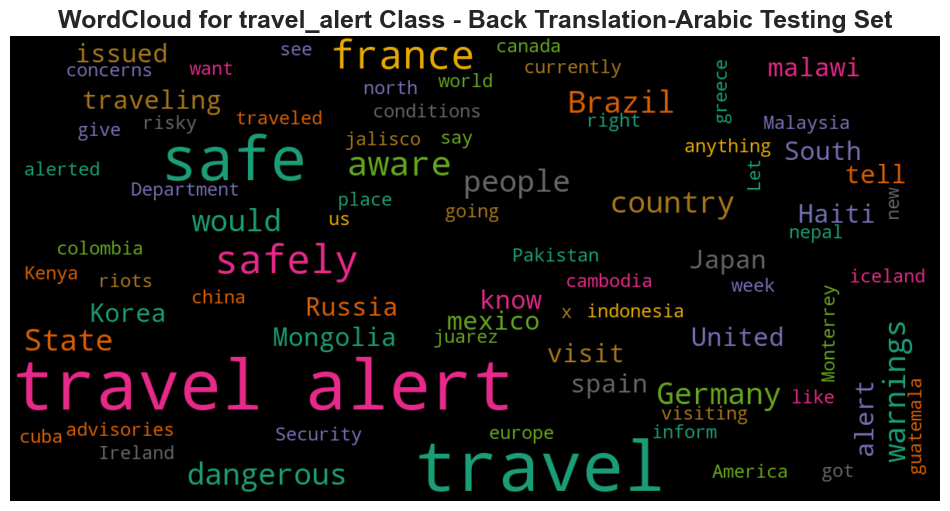 WordCloud for travel_alert Class - Back Translation-Arabic Testing Set
issued
see
france
canada
concerns
want
currently
malawi
north
world
greece
traveling
conditions
Brazil
give
risky
traveled
right
Malaysia
jalisco
say
anything
South
safe
aware
alerted
Department
people
Let
tell
place
country
new
would
us
going
Haiti
nepal
colombia
safely
Pakistan
Japan
Kenya
riots
cambodia
week
iceland
china
know
Korea
Russia
x
indonesia
mexico
Monterrey
State
Mongolia
juarez
United
visit
warnings
travel alert
spain
Germany
like
alert
guatemala
visiting
cuba
advisories
Security
europe
inform
Ireland
dangerous
travel
America
got